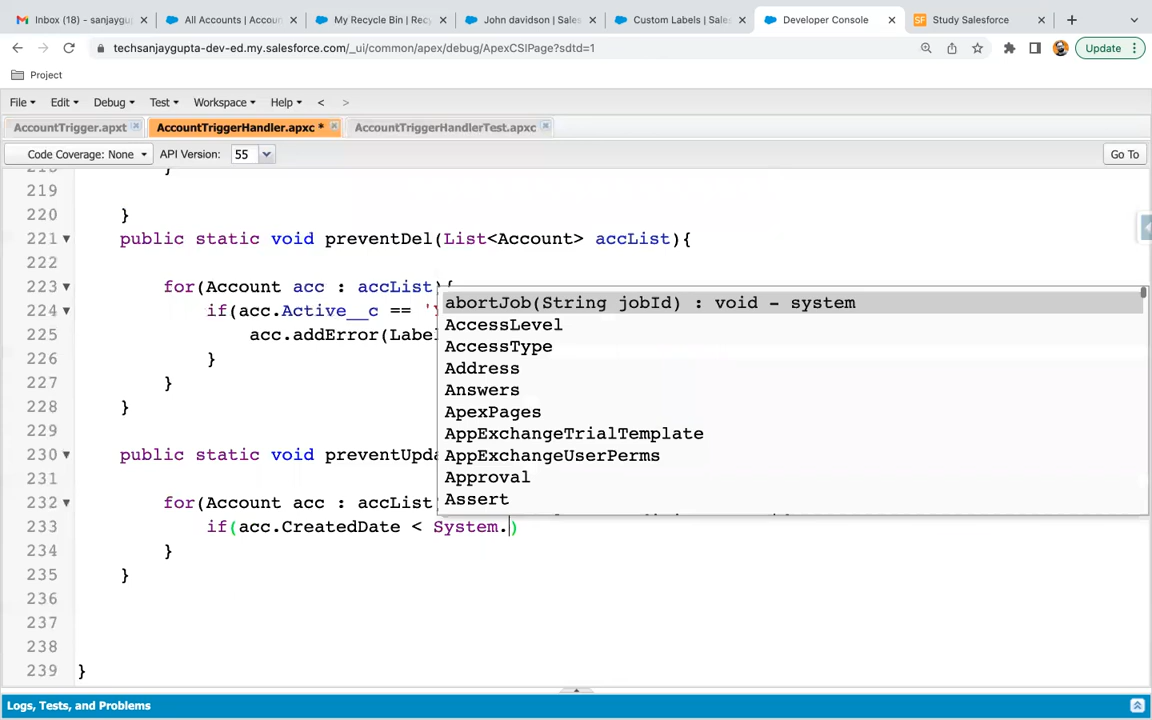 Inbox (18) - sanjaygup
All Accounts | Accoun
My Recycle Bin | Recyc
John davidson | Sales
Custom Labels | Sales
Developer Console
Study Salesforce
techsanjaygupta-dev-ed.my.salesforce.com/_ui/common/apex/debug/ApexCSIPage?sdtd=1
Update
Project
File Edit Debug Test Workspace Help < >
AccountTrigger.apxt AccountTriggerHandler.apxc * AccountTriggerHandlerTest.apxc
Code Coverage: None API Version: 55 Go To
218 }
219
220 }
221 public static void preventDel(List<Account> accList){
222
223 for(Account acc : accList){
224 if(acc.Active__c == 'Y
225 acc.addError(Label
226 }
227 }
228 }
229
230 public static void preventUpda
231
232 for(Account acc : accList
233 if(acc.CreatedDate < System.)
234 }
235 }
236
237
238
239 }
abortJob(String jobId) : void - system
AccessLevel
AccessType
Address
Answers
ApexPages
AppExchangeTrialTemplate
AppExchangeUserPerms
Approval
Assert
Logs, Tests, and Problems